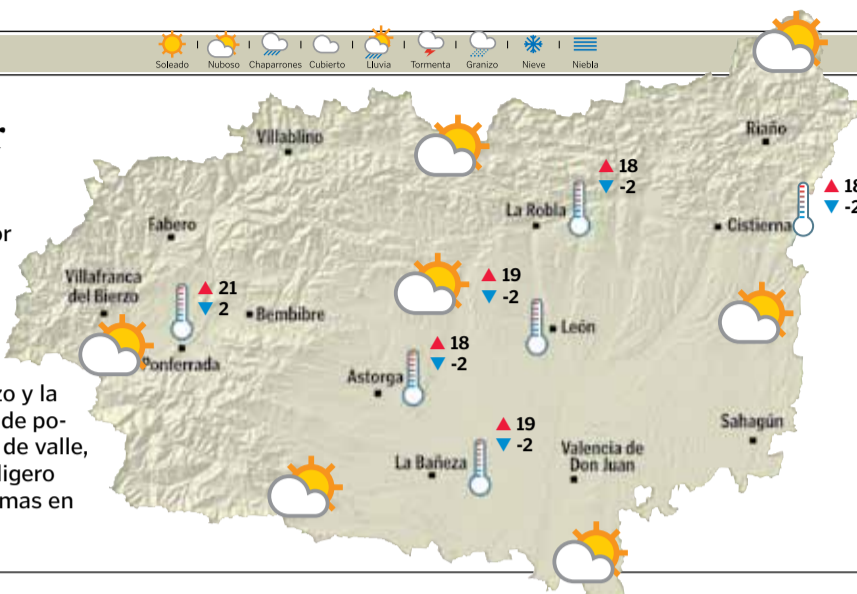 Soleado Nuboso Chaparrones Cubierto Lluvia Tormenta Granizo Nieve Niebla
r
Villablino
Riaño
18
-2
18
-2
La Robla
Cistierna
or
Fabero
Villafranca
del Bierzo
21
2
Bembibre
19
-2
León
Ponferrada
18
-2
Astorga
zo y la
de po-
de valle,
ligero
mas en
19
-2
La Bañeza
Valencia de
Don Juan
Sahagún